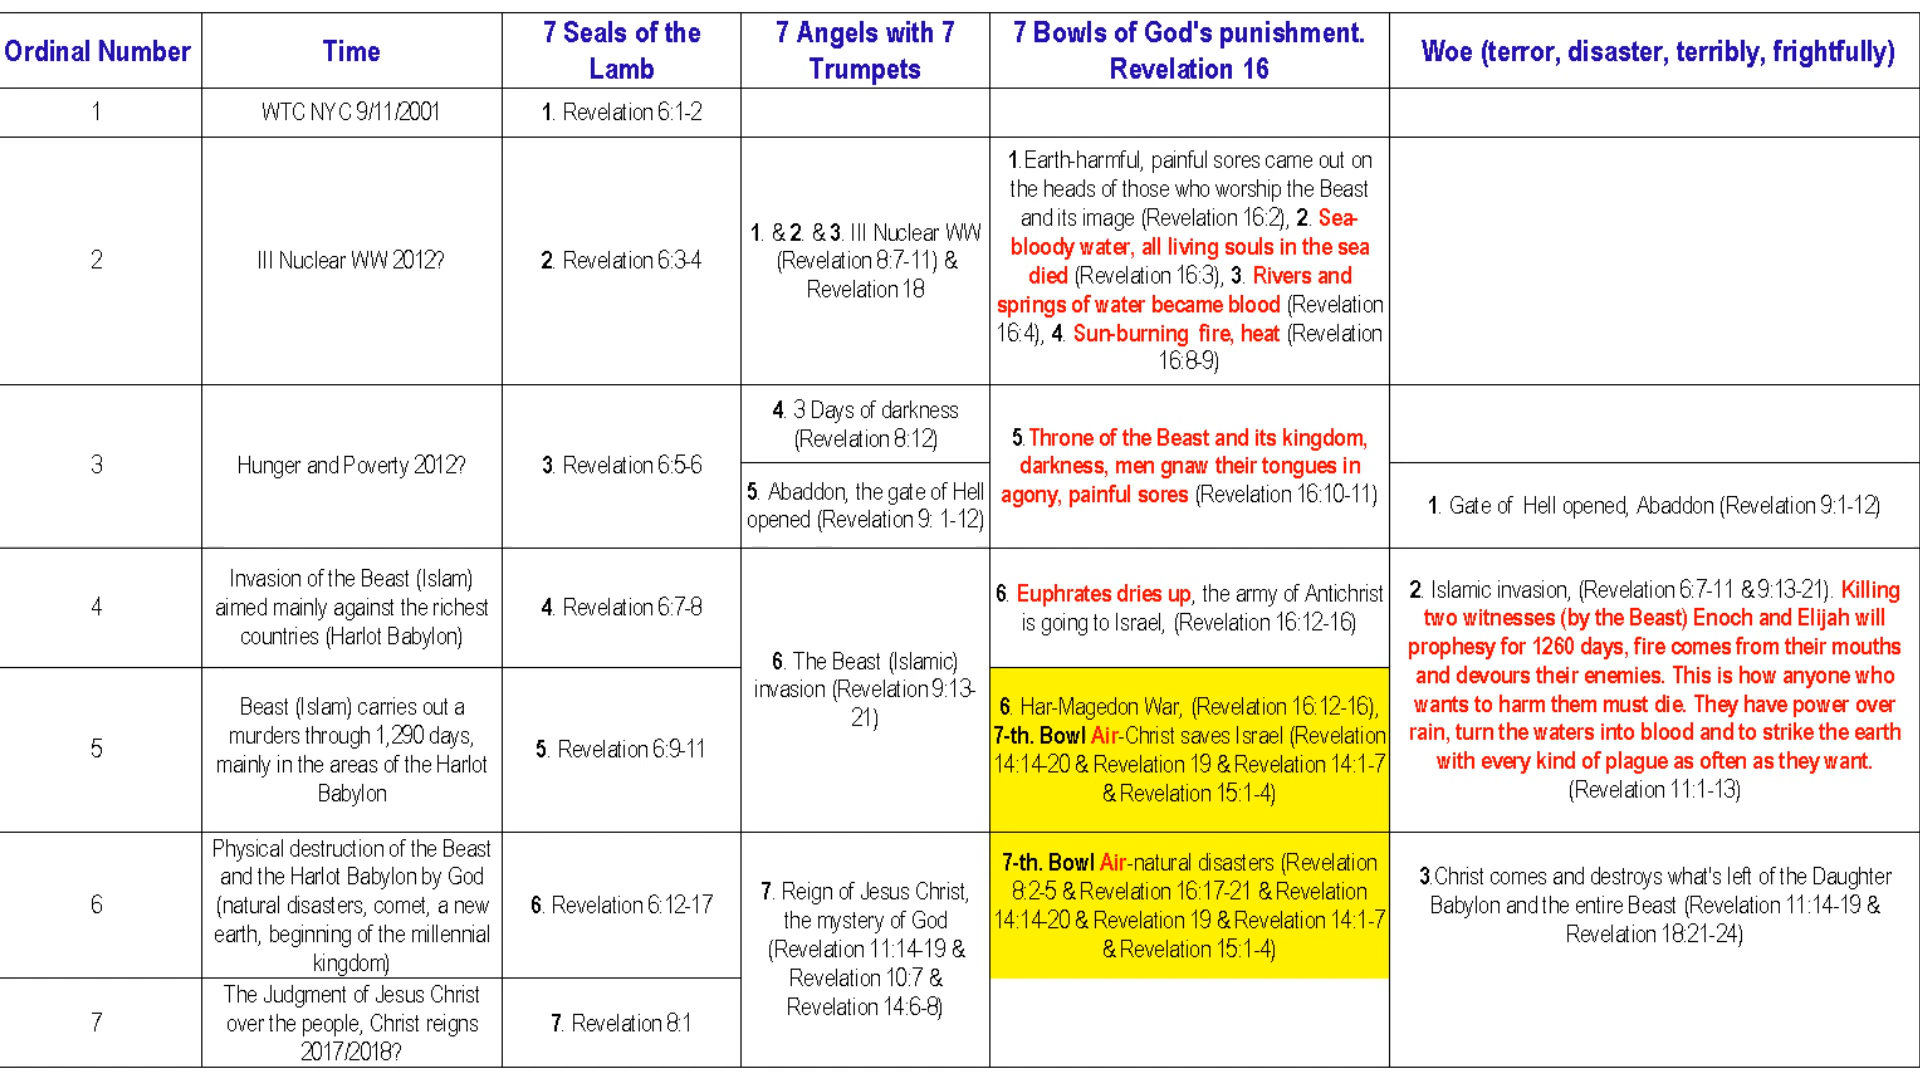 Ordinal Number
Time
7 Seals of the
Lamb
7 Angels with 7
Trumpets
7 Bowls of God's punishment.
Revelation 16
Woe (terror, disaster, terribly, frightfully)
1
WTC NYC 9/11/2001
1. Revelation 6:1-2
2
III Nuclear WW 2012?
2. Revelation 6:3-4
1. & 2. & 3. III Nuclear WW
(Revelation 8:7-11) &
Revelation 18
1.Earth-harmful, painful sores came out on
the heads of those who worship the Beast
and its image (Revelation 16:2), 2. Sea-
bloody water, all living souls in the sea
died (Revelation 16:3), 3. Rivers and
springs of water became blood (Revelation
16:4), 4. Sun-burning fire, heat (Revelation
16:8-9)
3
Hunger and Poverty 2012?
3. Revelation 6:5-6
4. 3 Days of darkness
(Revelation 8:12)
5. Abaddon, the gate of Hell
opened (Revelation 9: 1-12)
5.Throne of the Beast and its kingdom,
darkness, men gnaw their tongues in
agony, painful sores (Revelation 16:10-11)
1. Gate of Hell opened, Abaddon (Revelation 9:1-12)
4
Invasion of the Beast (Islam)
aimed mainly against the richest
countries (Harlot Babylon)
4. Revelation 6:7-8
6. The Beast (Islamic)
invasion (Revelation 9:13-
21)
6. Euphrates dries up, the army of Antichrist
is going to Israel, (Revelation 16:12-16)
2. Islamic invasion, (Revelation 6:7-11 & 9:13-21). Killing
two witnesses (by the Beast) Enoch and Elijah will
prophesy for 1260 days, fire comes from their mouths
and devours their enemies. This is how anyone who
wants to harm them must die. They have power over
rain, turn the waters into blood and to strike the earth
with every kind of plague as often as they want.
(Revelation 11:1-13)
5
Beast (Islam) carries out a
murders through 1,290 days,
mainly in the areas of the Harlot
Babylon
5. Revelation 6:9-11
6. Har-Magedon War, (Revelation 16:12-16),
7-th. Bowl Air-Christ saves Israel (Revelation
14:14-20 & Revelation 19 & Revelation 14:1-7
& Revelation 15:1-4)
6
Physical destruction of the Beast
and the Harlot Babylon by God
(natural disasters, comet, a new
earth, beginning of the millennial
kingdom)
6. Revelation 6:12-17
7. Reign of Jesus Christ,
the mystery of God
(Revelation 11:14-19 &
Revelation 10:7 &
Revelation 14:6-8)
7-th. Bowl Air-natural disasters (Revelation
8:2-5 & Revelation 16:17-21 & Revelation
14:14-20 & Revelation 19 & Revelation 14:1-7
& Revelation 15:1-4)
3.Christ comes and destroys what's left of the Daughter
Babylon and the entire Beast (Revelation 11:14-19 &
Revelation 18:21-24)
7
The Judgment of Jesus Christ
over the people, Christ reigns
2017/2018?
7. Revelation 8:1